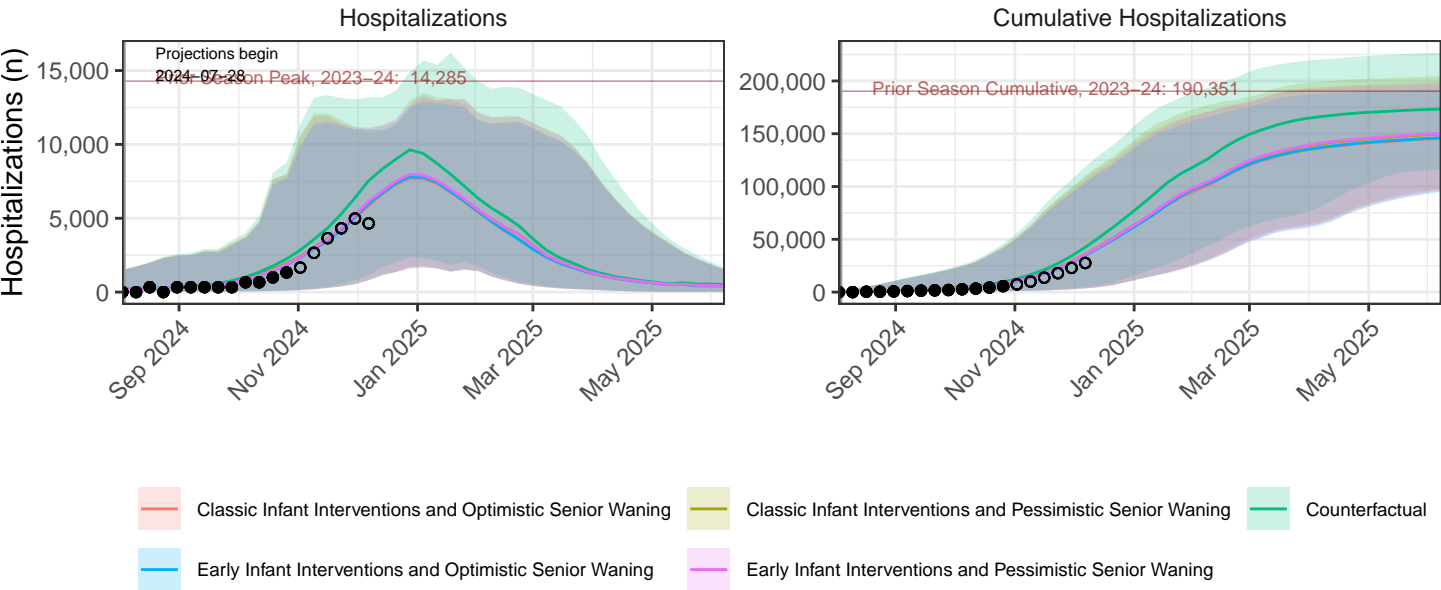 Hospitalizations
Cumulative Hospitalizations
Hospitalizations (n)
15,000
10,000
5,000
0
Projections begin
2024−07−28
Prior Season Peak, 2023−24: 14,285
Sep 2024
Nov 2024
Jan 2025
Mar 2025
May 2025
200,000
150,000
100,000
50,000
0
Prior Season Cumulative, 2023−24: 190,351
Sep 2024
Nov 2024
Jan 2025
Mar 2025
May 2025
Classic Infant Interventions and Optimistic Senior Waning
Classic Infant Interventions and Pessimistic Senior Waning
Counterfactual
Early Infant Interventions and Optimistic Senior Waning
Early Infant Interventions and Pessimistic Senior Waning